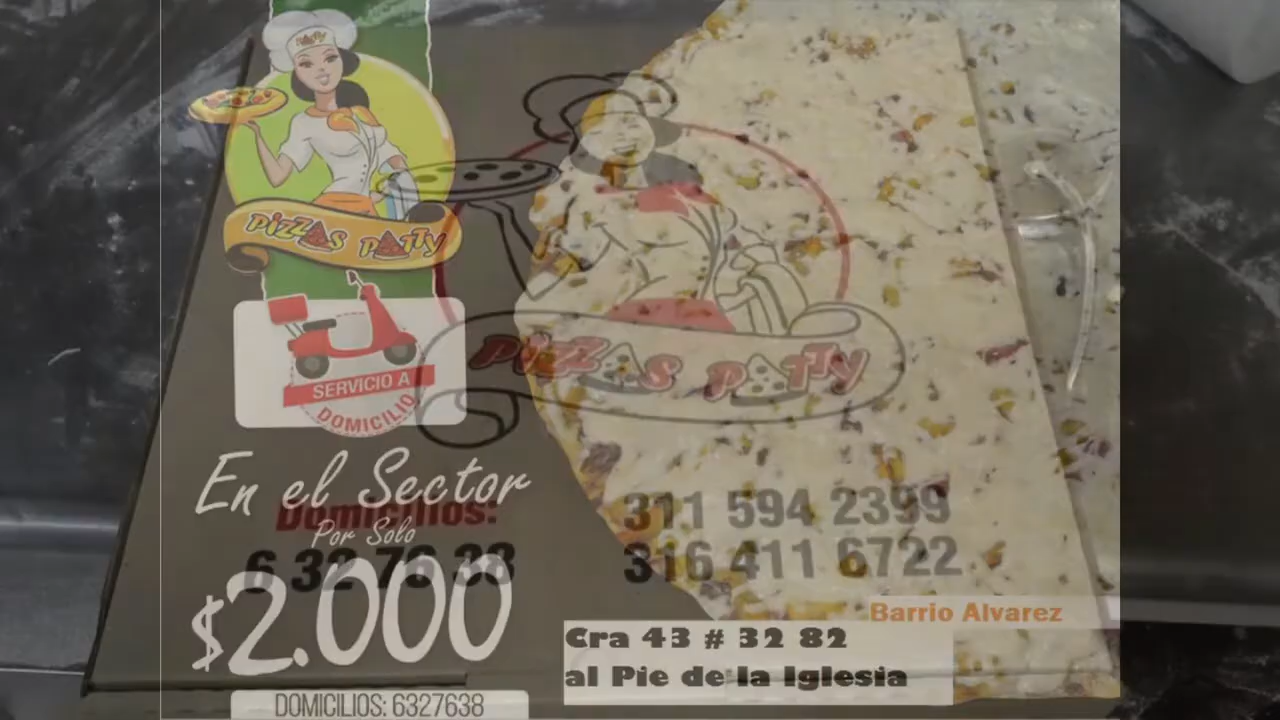 Patty
PiZZAS PATTY
PiZZAS PATTY
SERVICIO A
DOMICILIO
En el Sector
Domicilios:
Por Solo
6 32 76 38
$2.000
311 594 2399
316 411 6722
Barrio Alvarez
Cra 43 # 32 82
al Pie de la Iglesia
DOMICILIOS: 6327638